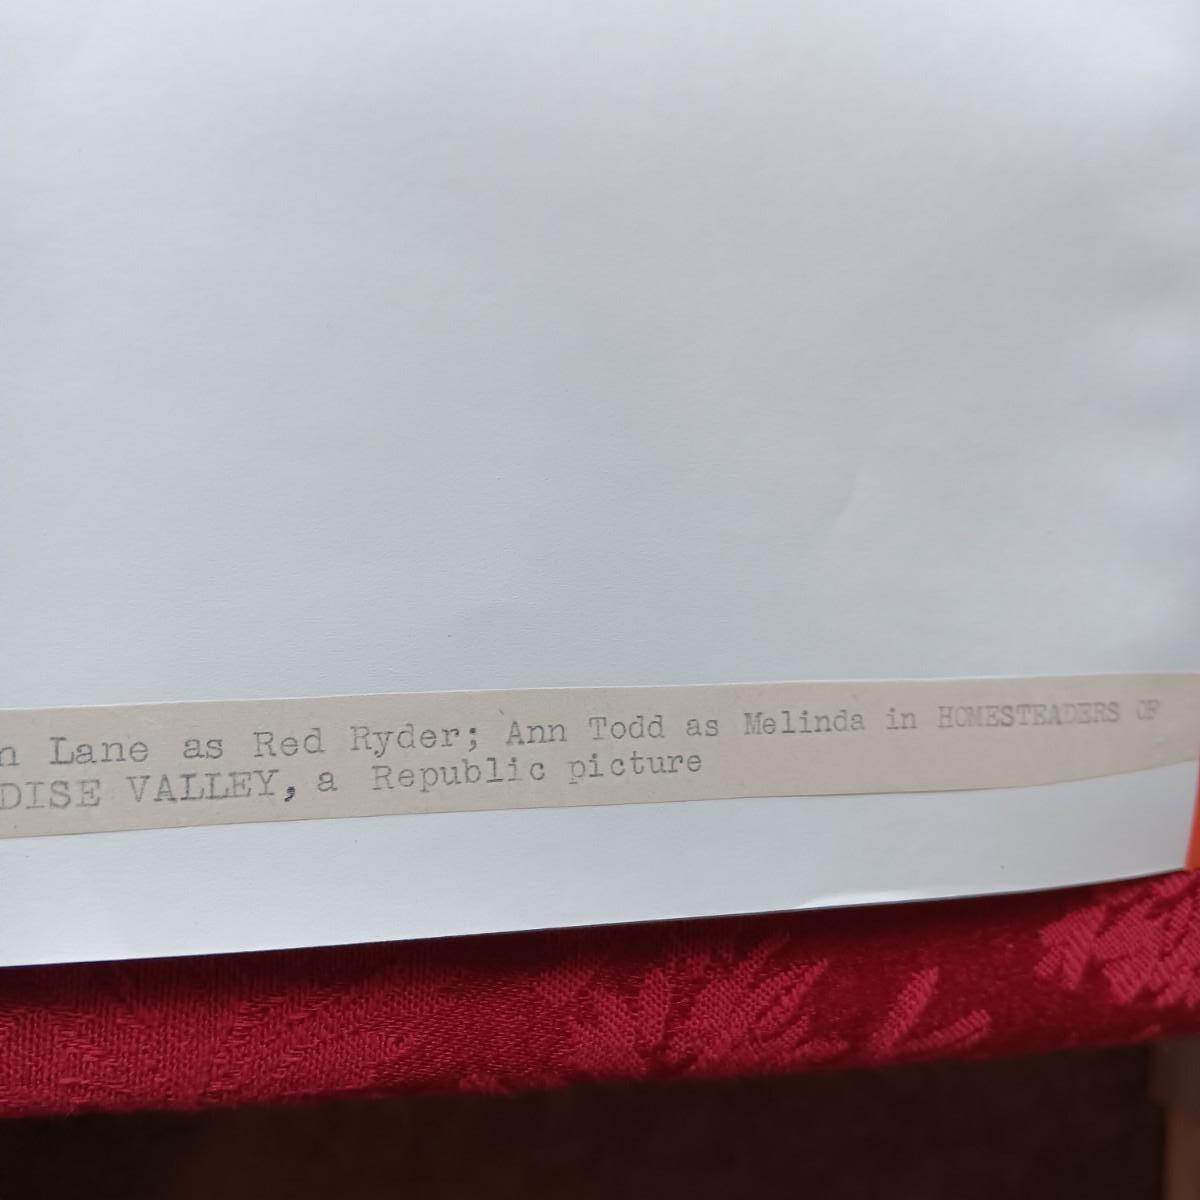 n Lane as Red Ryder; Ann Todd as Melinda in HOMESTEADERS OF
DISE VALLEY, a Republic picture